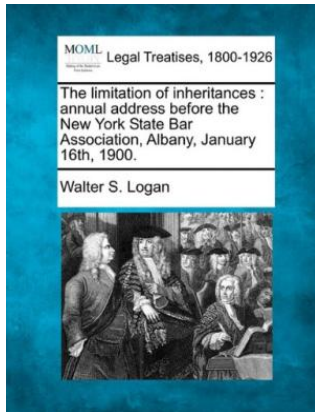 MOML
Legal Treatises, 1800-1926
The limitation of inheritances :
annual address before the
New York State Bar
Association, Albany, January
16th, 1900.
Walter S. Logan